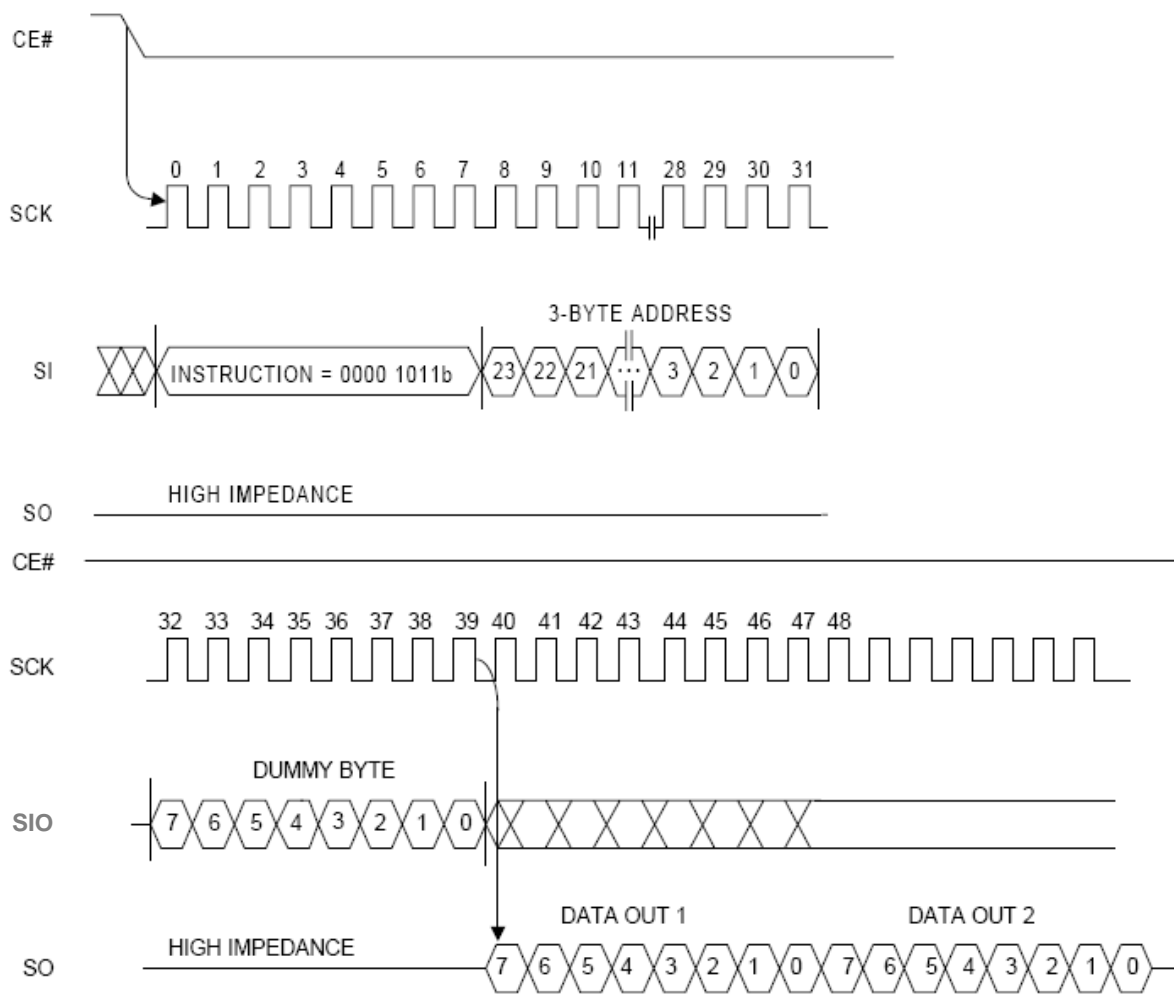 CE#
0 1 2 3 4 5 6 7 8 9 10 11 28 29 30 31
SCK
3-BYTE ADDRESS
SI INSTRUCTION = 0000 1011b 23 22 21 ... 3 2 1 0
HIGH IMPEDANCE
SO
CE#
32 33 34 35 36 37 38 39 40 41 42 43 44 45 46 47 48
SCK
DUMMY BYTE
SIO 7 6 5 4 3 2 1 0
DATA OUT 1 DATA OUT 2
HIGH IMPEDANCE
SO 7 6 5 4 3 2 1 0 7 6 5 4 3 2 1 0